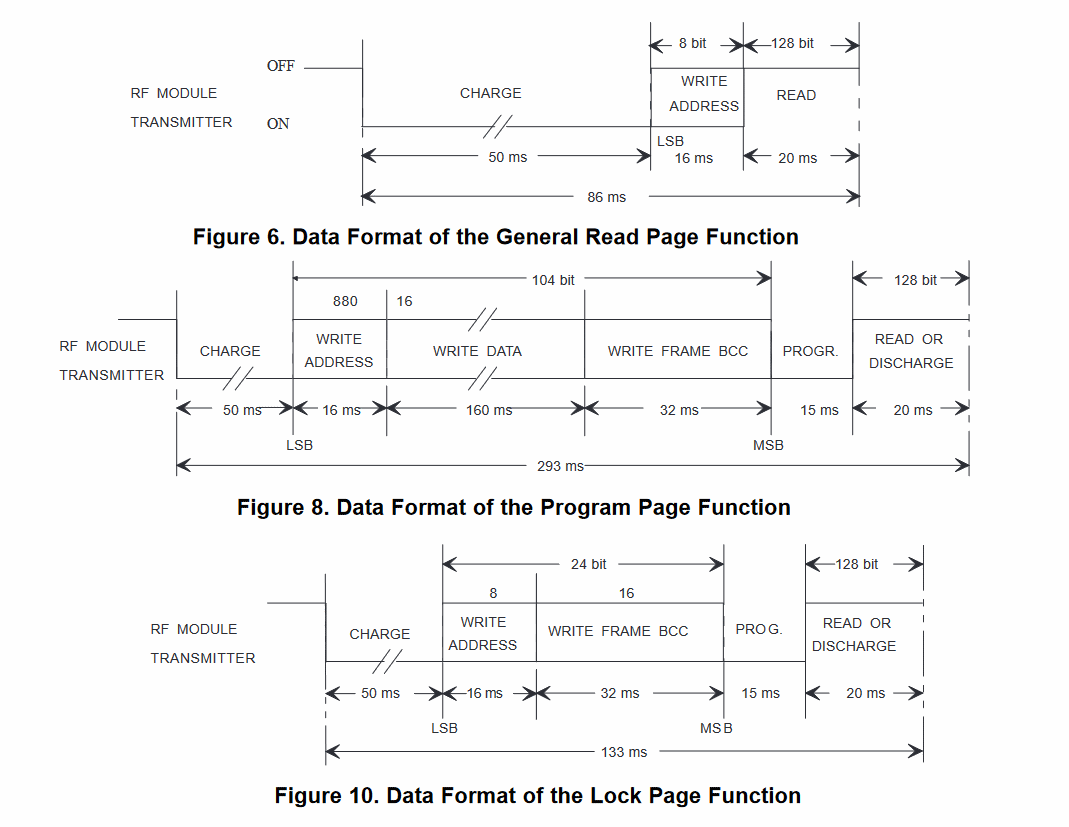 8 bit 128 bit
OFF
WRITE
RF MODULE CHARGE ADDRESS READ
TRANSMITTER ON
LSB
50 ms 16 ms 20 ms
86 ms
Figure 6. Data Format of the General Read Page Function
104 bit 128 bit
880 16
RF MODULE CHARGE WRITE WRITE DATA WRITE FRAME BCC PROGR. READ OR
TRANSMITTER ADDRESS DISCHARGE
50 ms 16 ms 160 ms 32 ms 15 ms 20 ms
LSB MSB
293 ms
Figure 8. Data Format of the Program Page Function
24 bit 128 bit
8 16
RF MODULE CHARGE WRITE WRITE FRAME BCC PROG. READ OR
TRANSMITTER ADDRESS DISCHARGE
50 ms 16 ms 32 ms 15 ms 20 ms
LSB MSB
133 ms
Figure 10. Data Format of the Lock Page Function